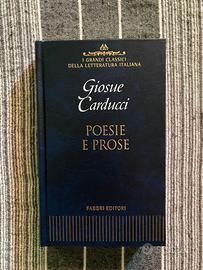 I GRANDI CLASSICI
DELLA LETTERATURA ITALIANA
Giosue
Carducci
POESIE
E PROSE
FABBRI EDITORI